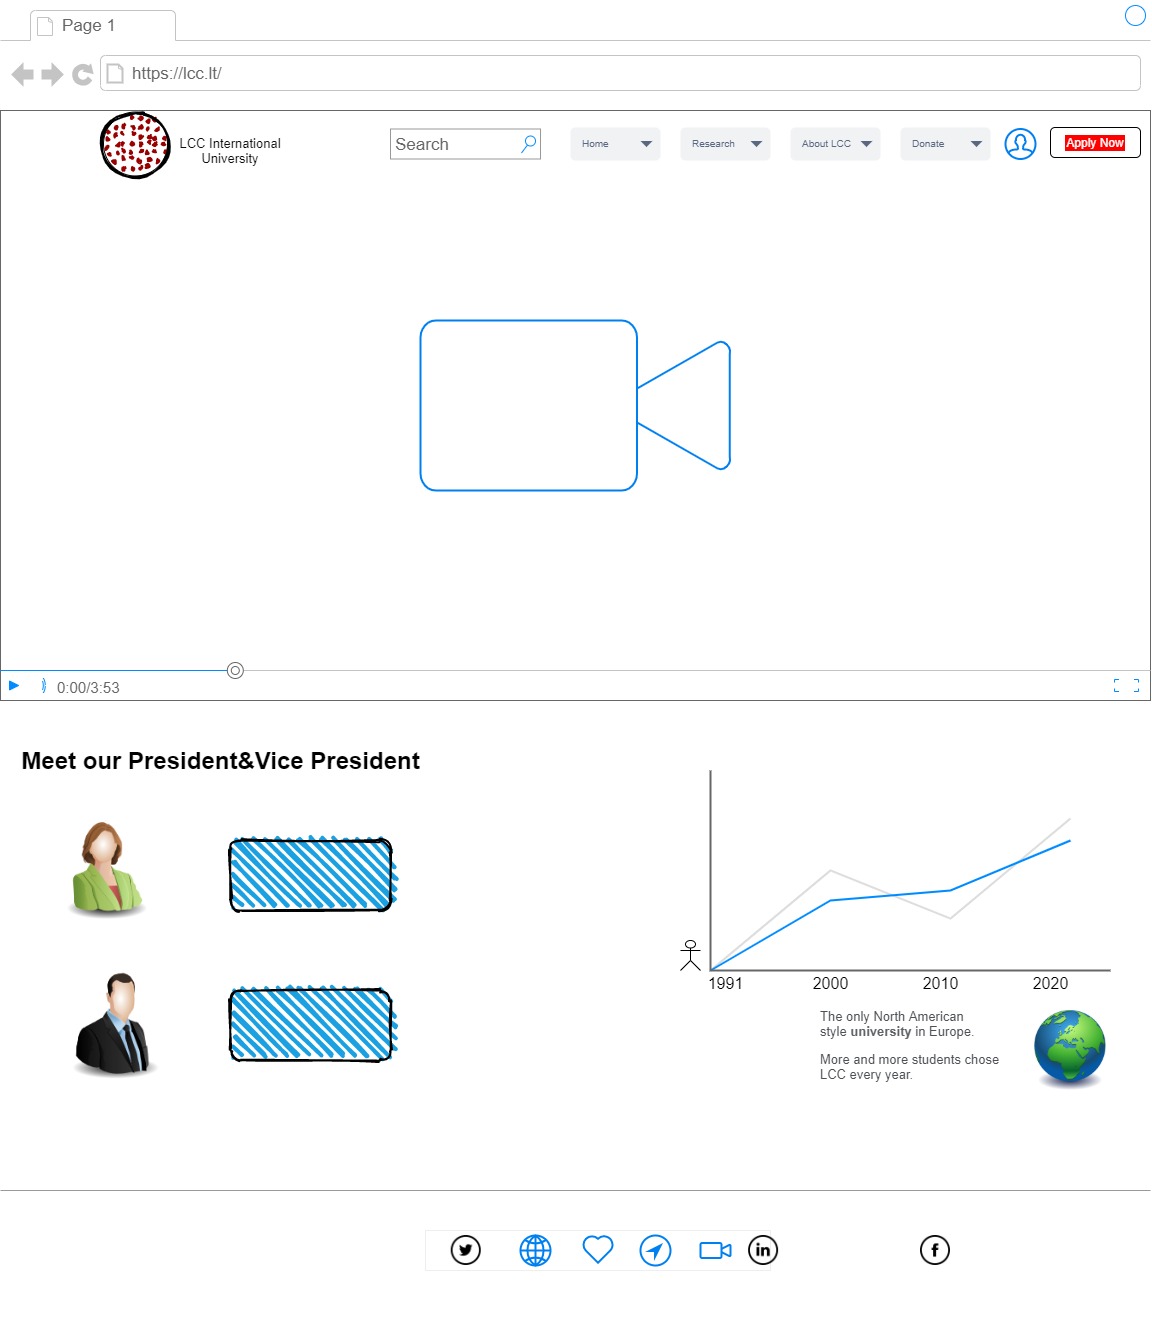 Page 1
https://lcc.lt/
LCC International
University
Search
Home
Research
About LCC
Donate
Apply Now
0:00/3:53
Meet our President&Vice President
1991
2000
2010
2020
The only North American
style university in Europe.
More and more students chose
LCC every year.
in
f